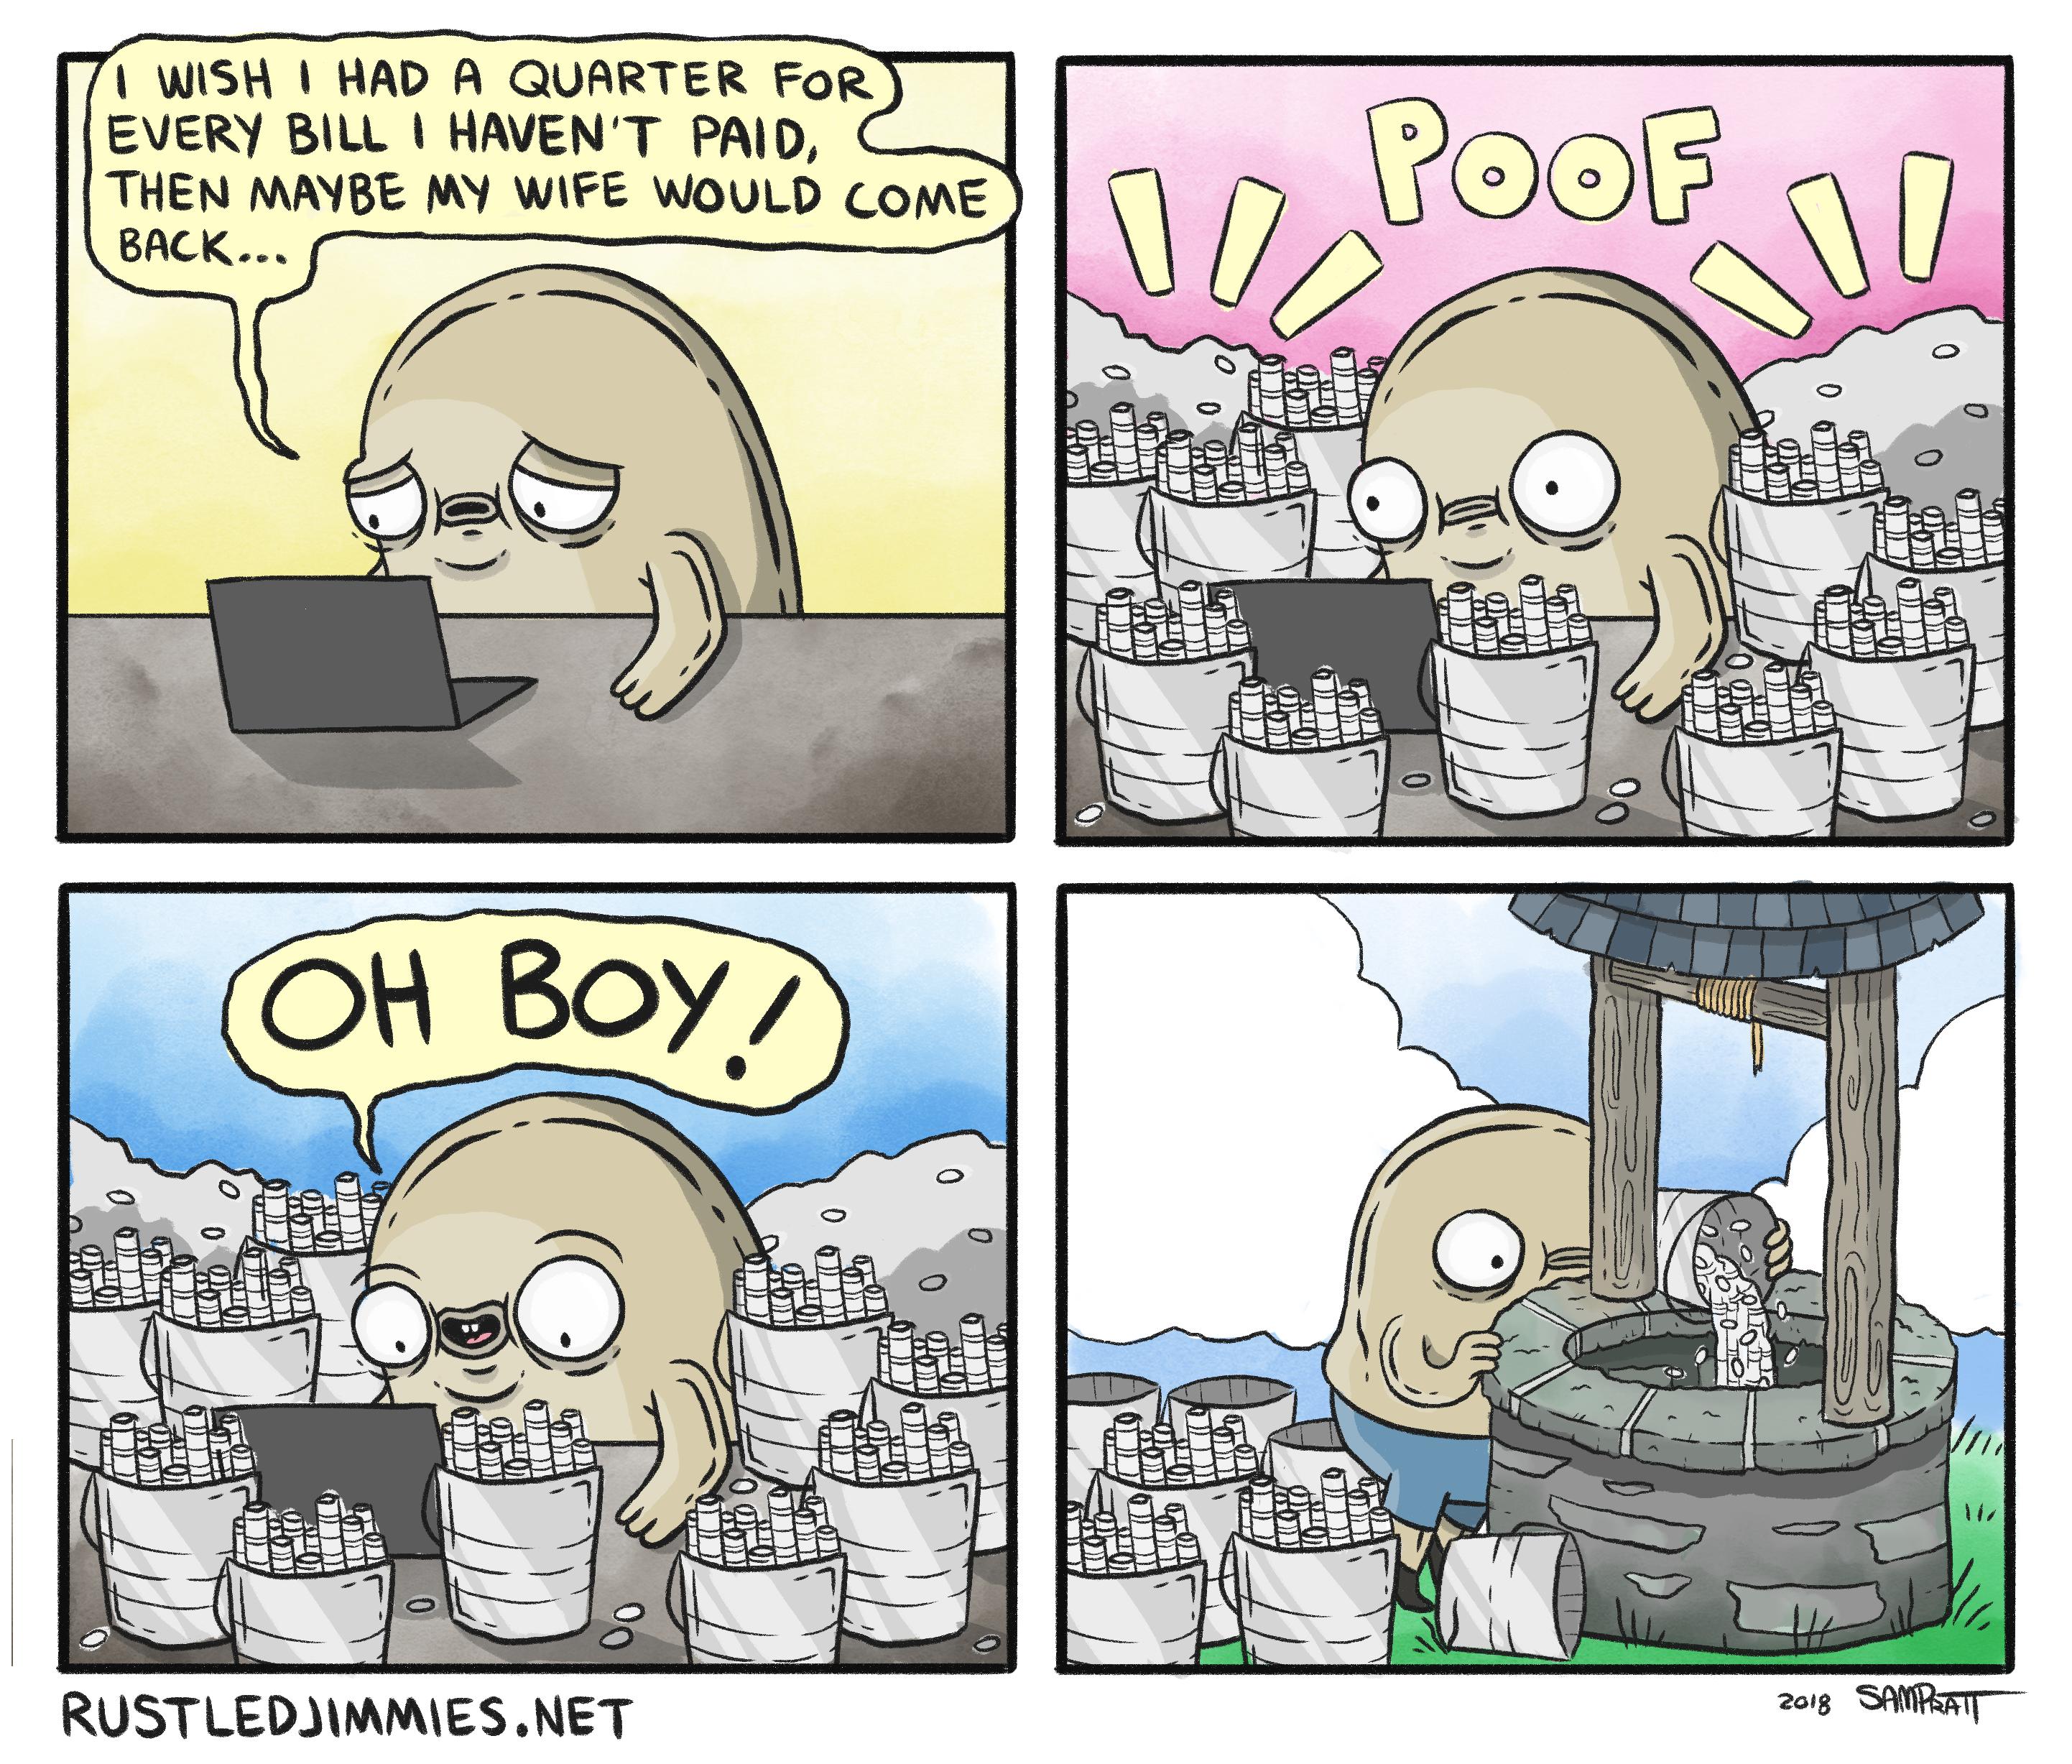 I WISH I HAD A QUARTER FOR
EVERY BILL I HAVEN'T PAID,
THEN MAYBE MY WIFE WOULD COME
BACK...
POOF
OH BOY!
RUSTLEDJIMMIES.NET
2018 SAMPRATT